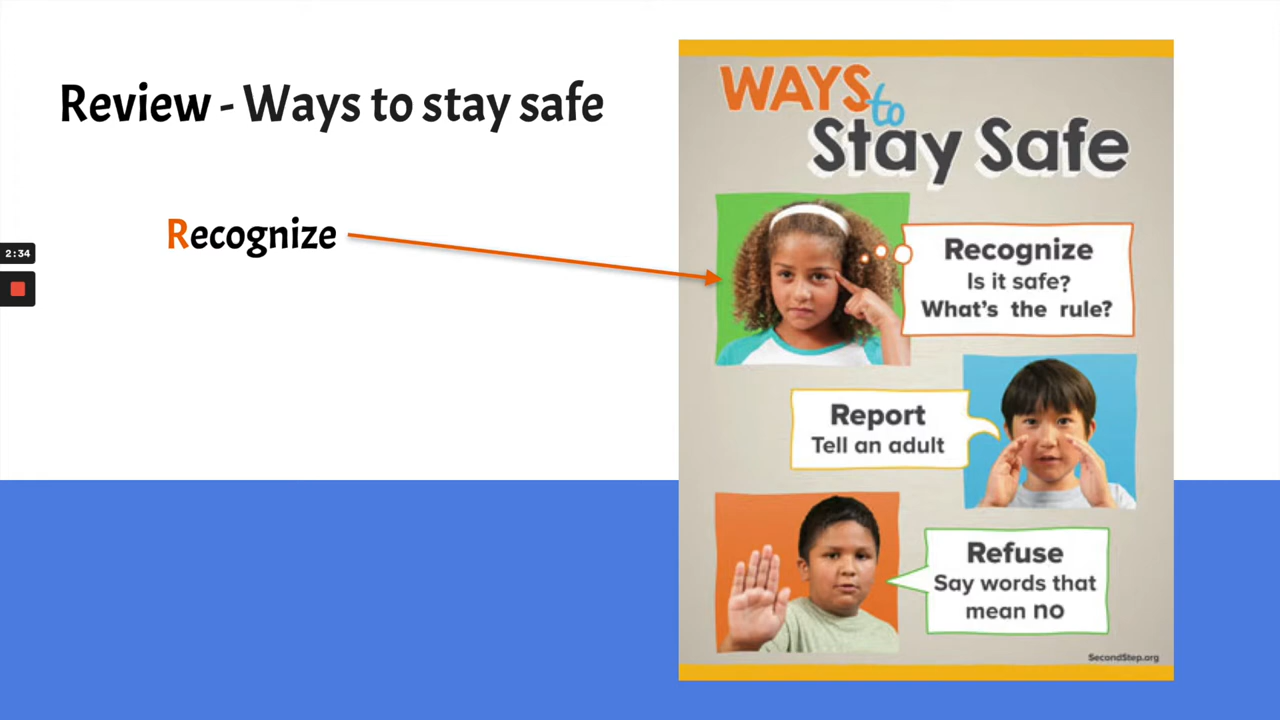 Review - Ways to stay safe
Recognize
2:34
WAYS to
Stay Safe
Recognize
Is it safe?
What's the rule?
Report
Tell an adult
Refuse
Say words that
mean no
SecondStep.org